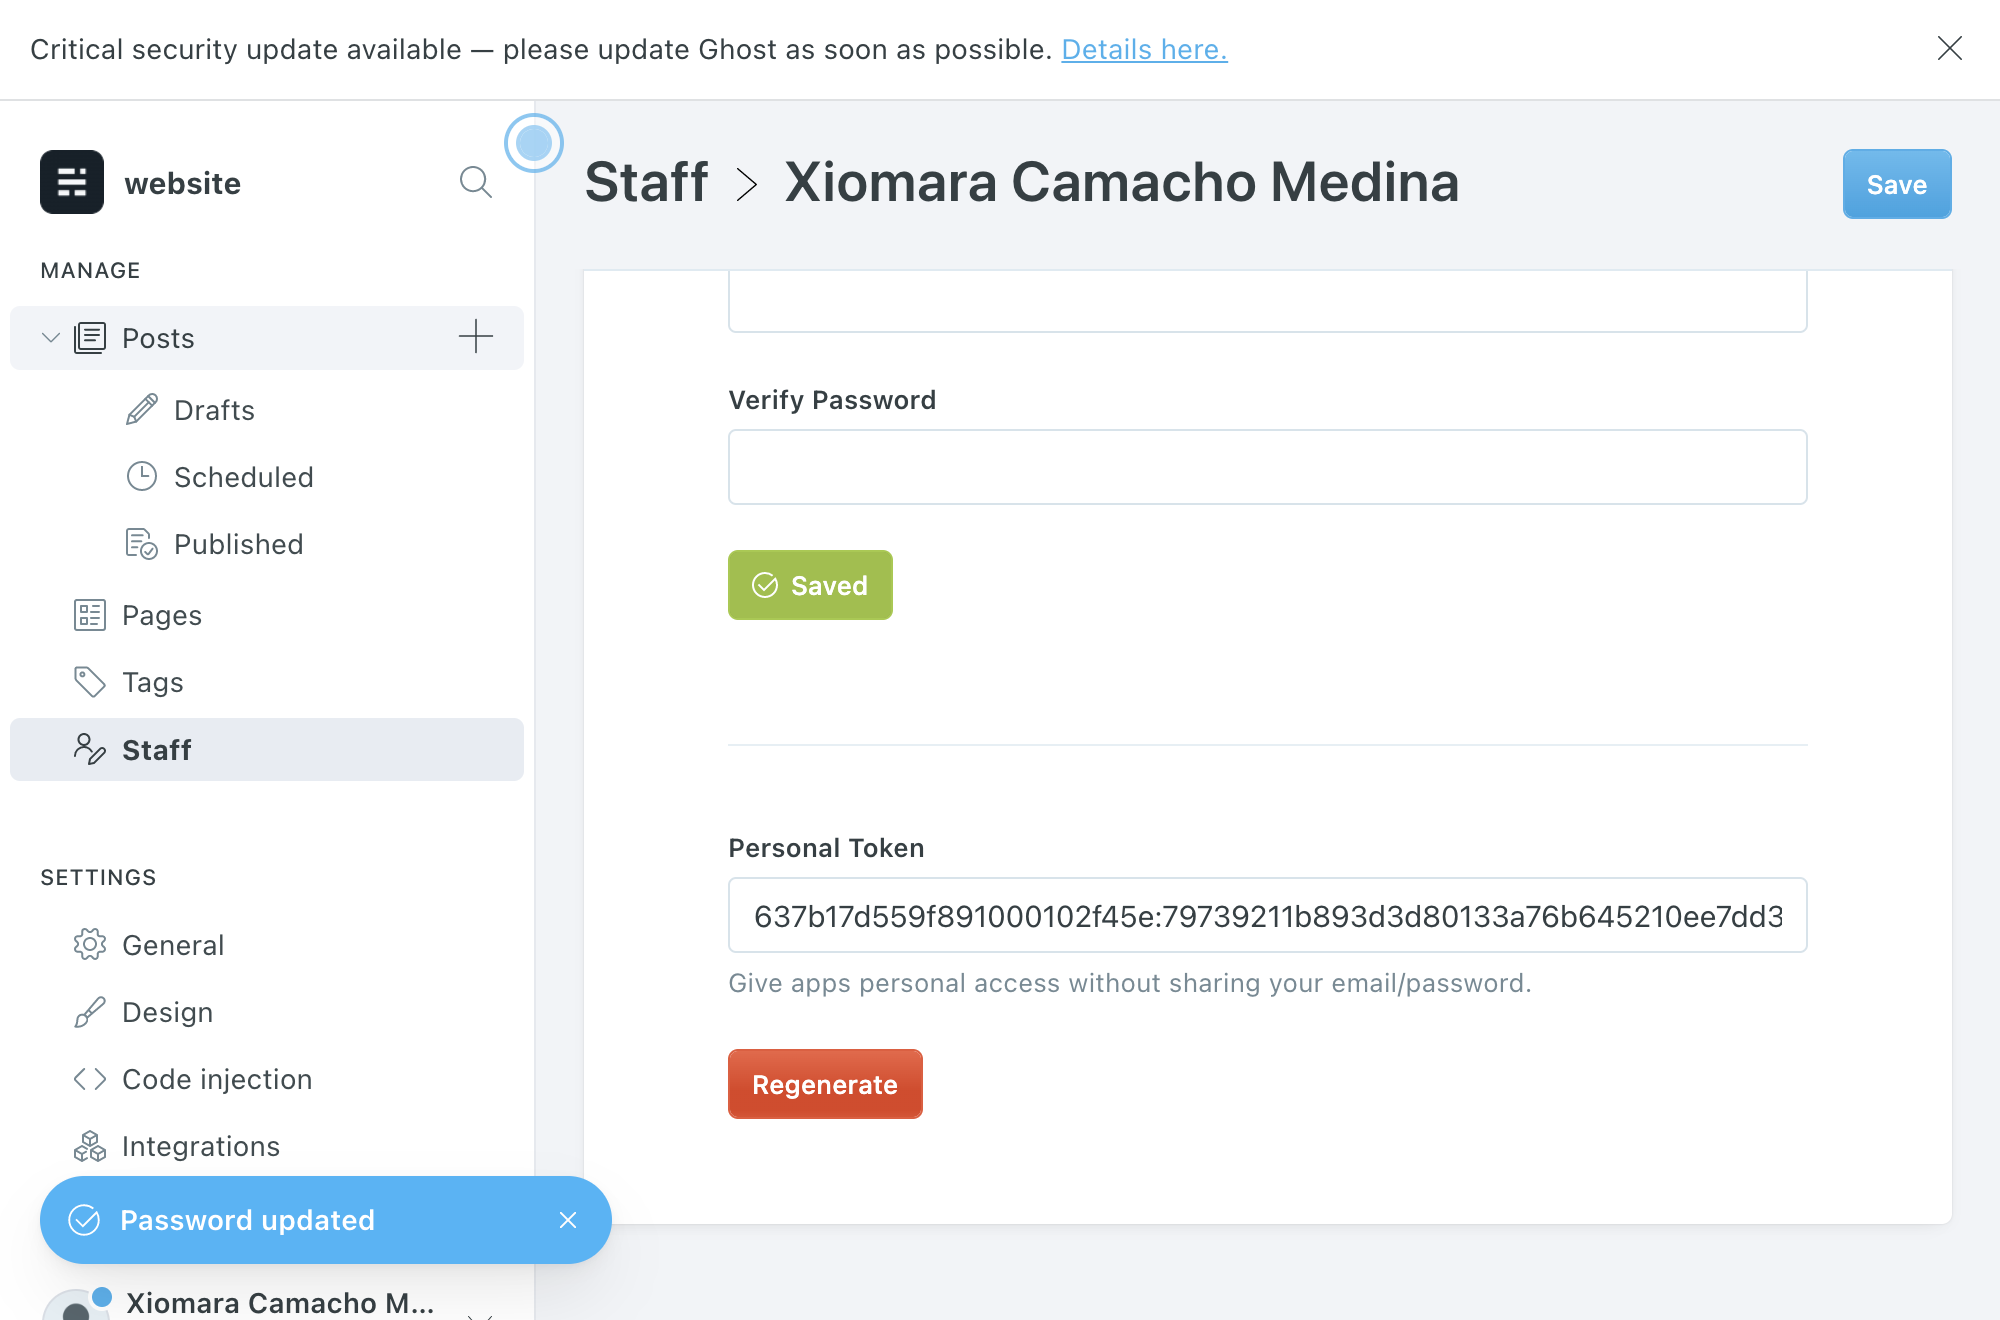 Critical security update available — please update Ghost as soon as possible. Details here.
website
Staff > Xiomara Camacho Medina
Save
MANAGE
Posts
Drafts
Scheduled
Published
Pages
Tags
Staff
SETTINGS
General
Design
Code injection
Integrations
Verify Password
Saved
Personal Token
637b17d559f891000102f45e:79739211b893d3d80133a76b645210ee7dd3
Give apps personal access without sharing your email/password.
Regenerate
Password updated
Xiomara Camacho M...